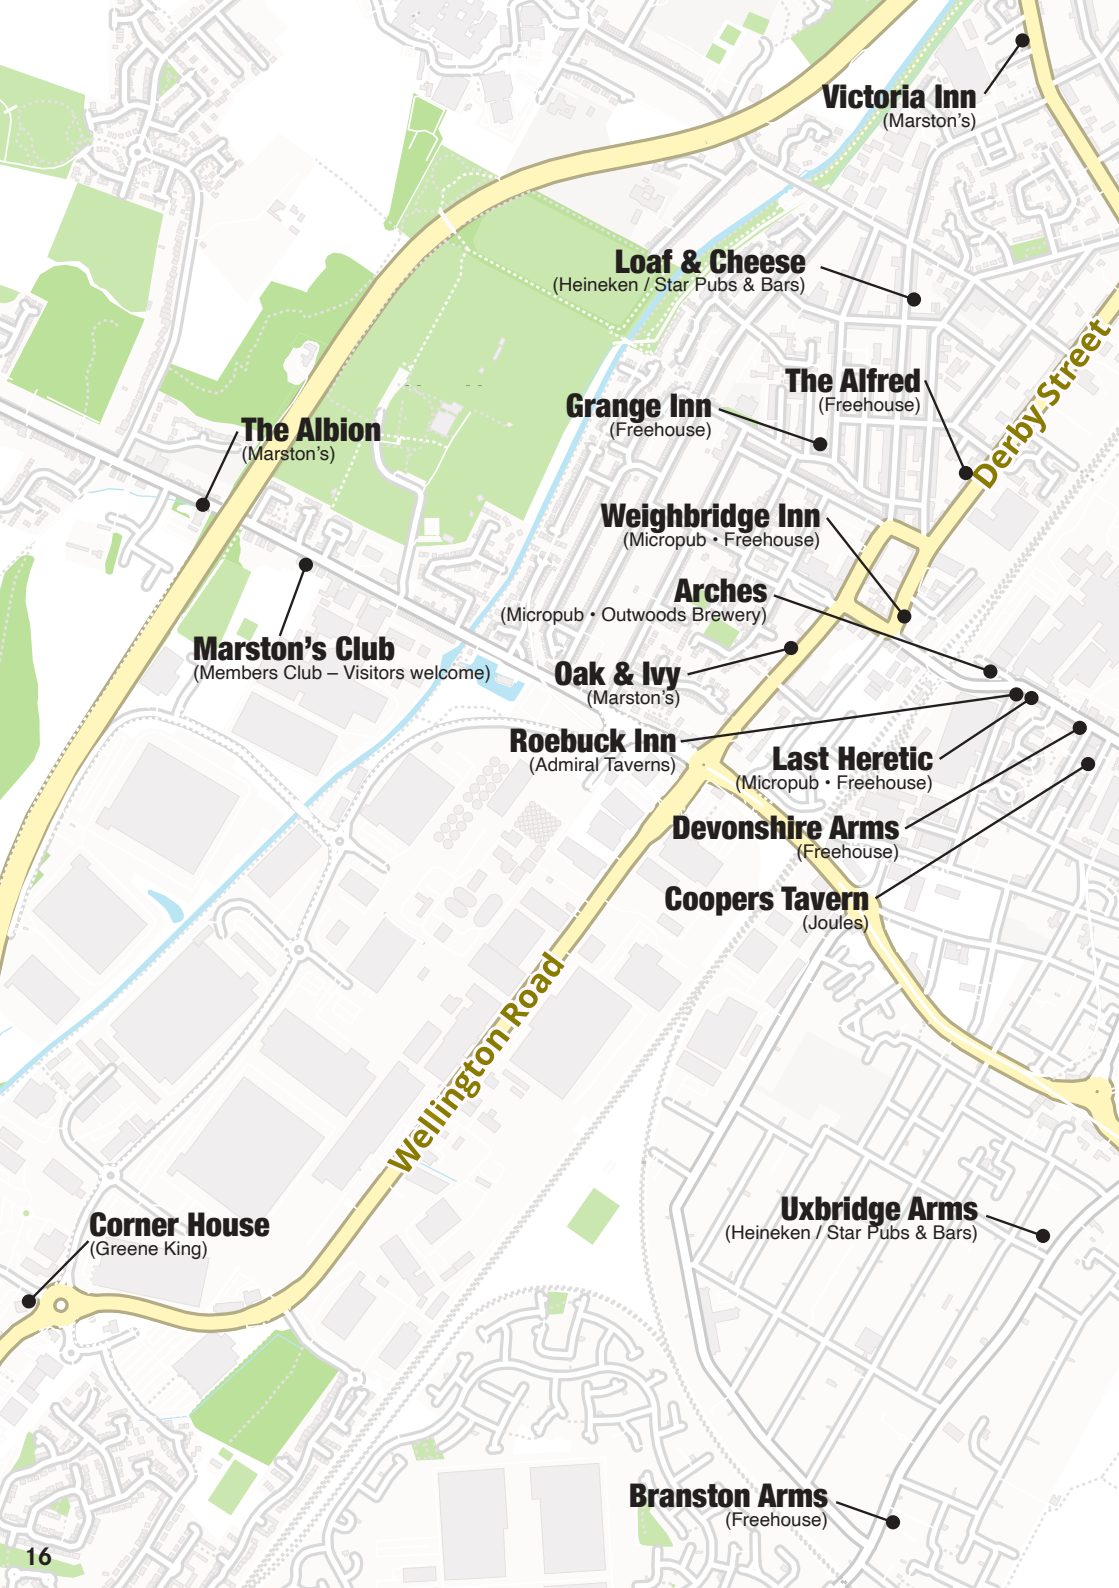 Victoria Inn
(Marston's)
Loaf & Cheese
(Heineken / Star Pubs & Bars)
Derby Street
The Alfred
(Freehouse)
Grange Inn
(Freehouse)
The Albion
(Marston's)
Weighbridge Inn
(Micropub • Freehouse)
Arches
(Micropub • Outwoods Brewery)
Marston's Club
(Members Club – Visitors welcome)
Oak & Ivy
(Marston's)
Roebuck Inn
(Admiral Taverns)
Last Heretic
(Micropub • Freehouse)
Devonshire Arms
(Freehouse)
Coopers Tavern
(Joules)
Wellington Road
Uxbridge Arms
(Heineken / Star Pubs & Bars)
Corner House
(Greene King)
Branston Arms
(Freehouse)
16